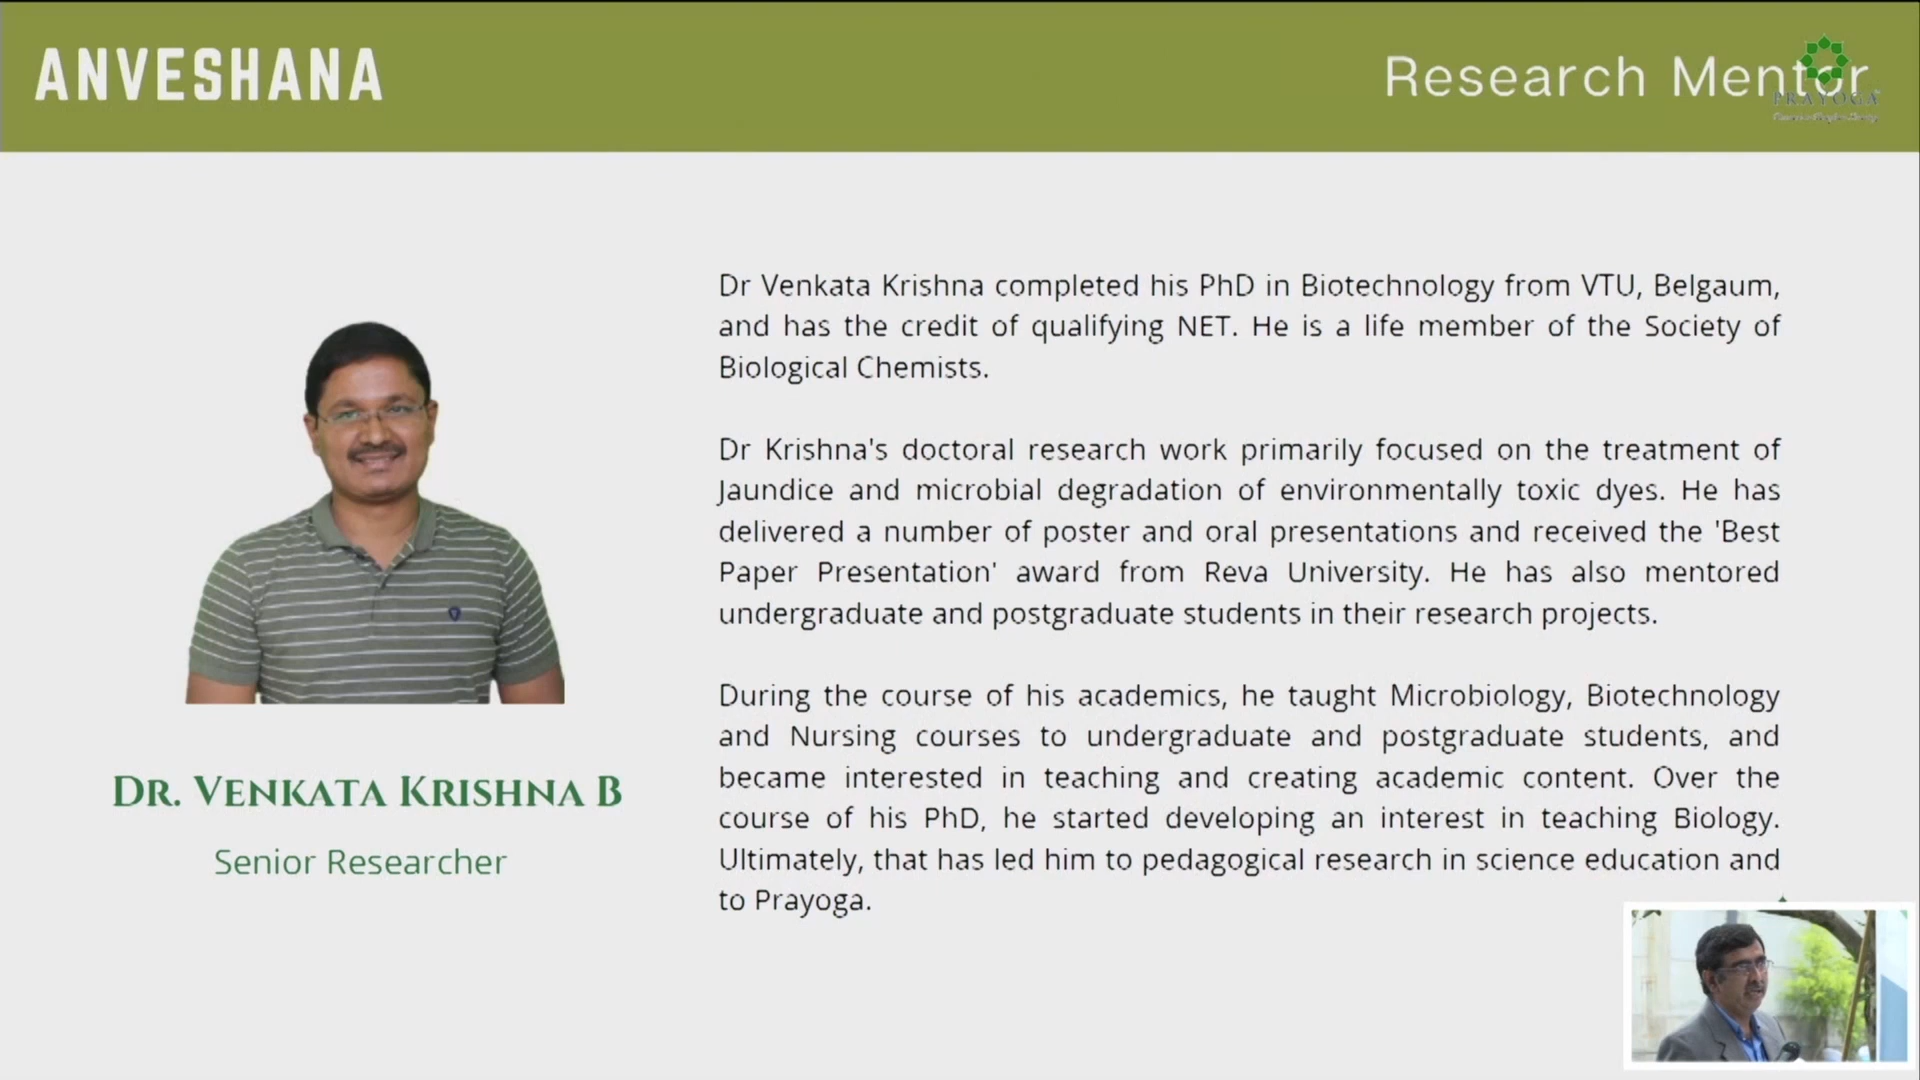 ANVESHANA
Research Mentor
PRAYOGA
Dr Venkata Krishna completed his PhD in Biotechnology from VTU, Belgaum,
and has the credit of qualifying NET. He is a life member of the Society of
Biological Chemists.
Dr Krishna's doctoral research work primarily focused on the treatment of
Jaundice and microbial degradation of environmentally toxic dyes. He has
delivered a number of poster and oral presentations and received the 'Best
Paper Presentation' award from Reva University. He has also mentored
undergraduate and postgraduate students in their research projects.
During the course of his academics, he taught Microbiology, Biotechnology
and Nursing courses to undergraduate and postgraduate students, and
became interested in teaching and creating academic content. Over the
course of his PhD, he started developing an interest in teaching Biology.
Ultimately, that has led him to pedagogical research in science education and
to Prayoga.
DR. VENKATA KRISHNA B
Senior Researcher